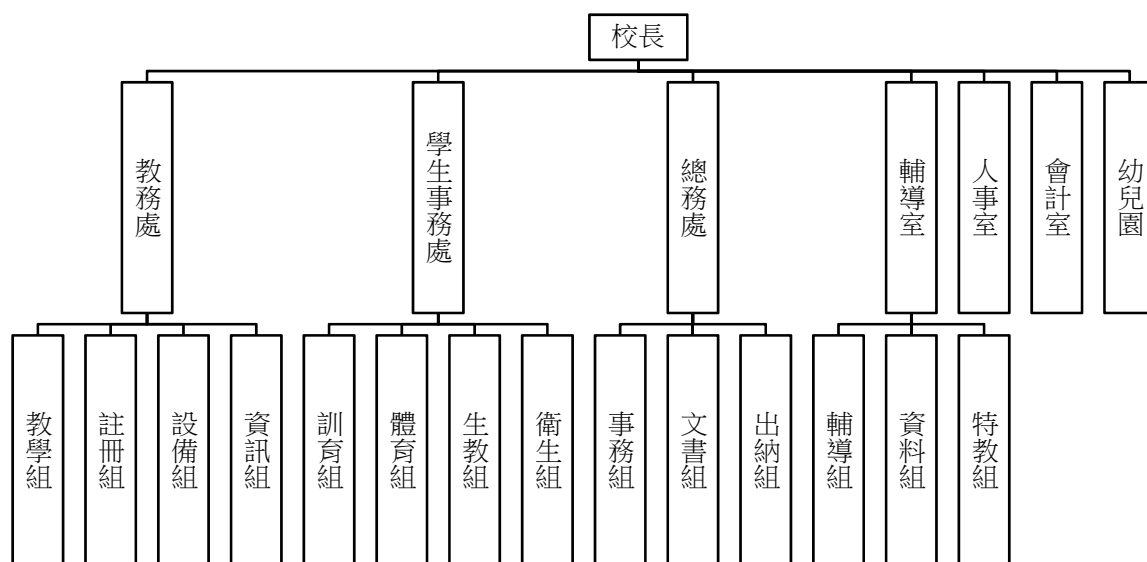 校長
教務處
學生事務處
總務處
輔導室
人事室
會計室
幼兒園
教學組
註冊組
設備組
資訊組
訓育組
體育組
生教組
衛生組
事務組
文書組
出納組
輔導組
資料組
特教組